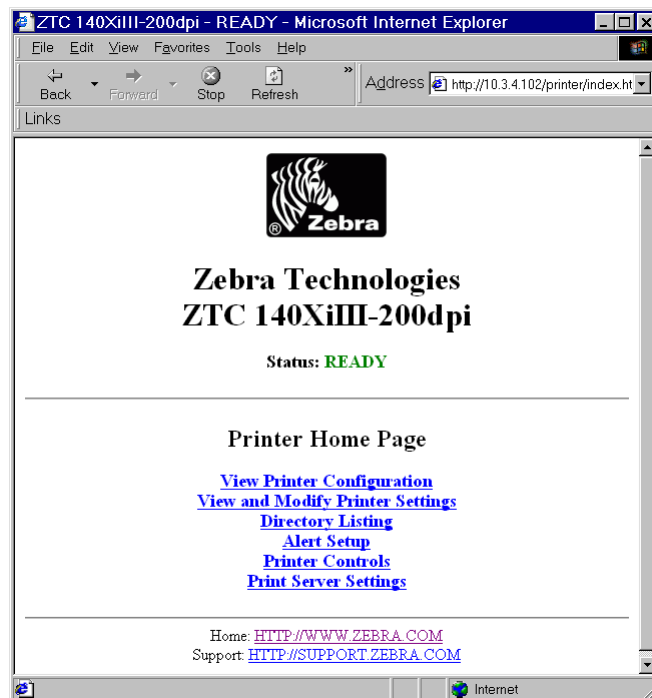 ZTC 140XiIII-200dpi - READY - Microsoft Internet Explorer
File Edit View Favorites Tools Help
Back Forward Stop Refresh » Address http://10.3.4.102/printer/index.ht
Links
® Zebra
Zebra Technologies
ZTC 140XiIII-200dpi
Status: READY
Printer Home Page
View Printer Configuration
View and Modify Printer Settings
Directory Listing
Alert Setup
Printer Controls
Print Server Settings
Home: HTTP://WWW.ZEBRA.COM
Support: HTTP://SUPPORT.ZEBRA.COM
Internet